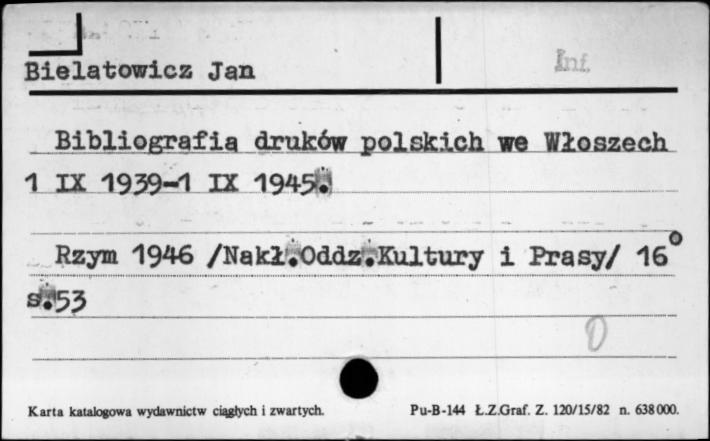 Inf.
Bielatowicz Jan
Bibliografia druków polskich we Włoszech
1 IX 1939-1 IX 1945.
Rzym 1946 /Nakł.Oddz.Kultury i Prasy/ 16°
s.53
0
Karta katalogowa wydawnictw ciągłych i zwartych. Pu-B-144 Ł.Z.Graf. Z. 120/15/82 n. 638000.